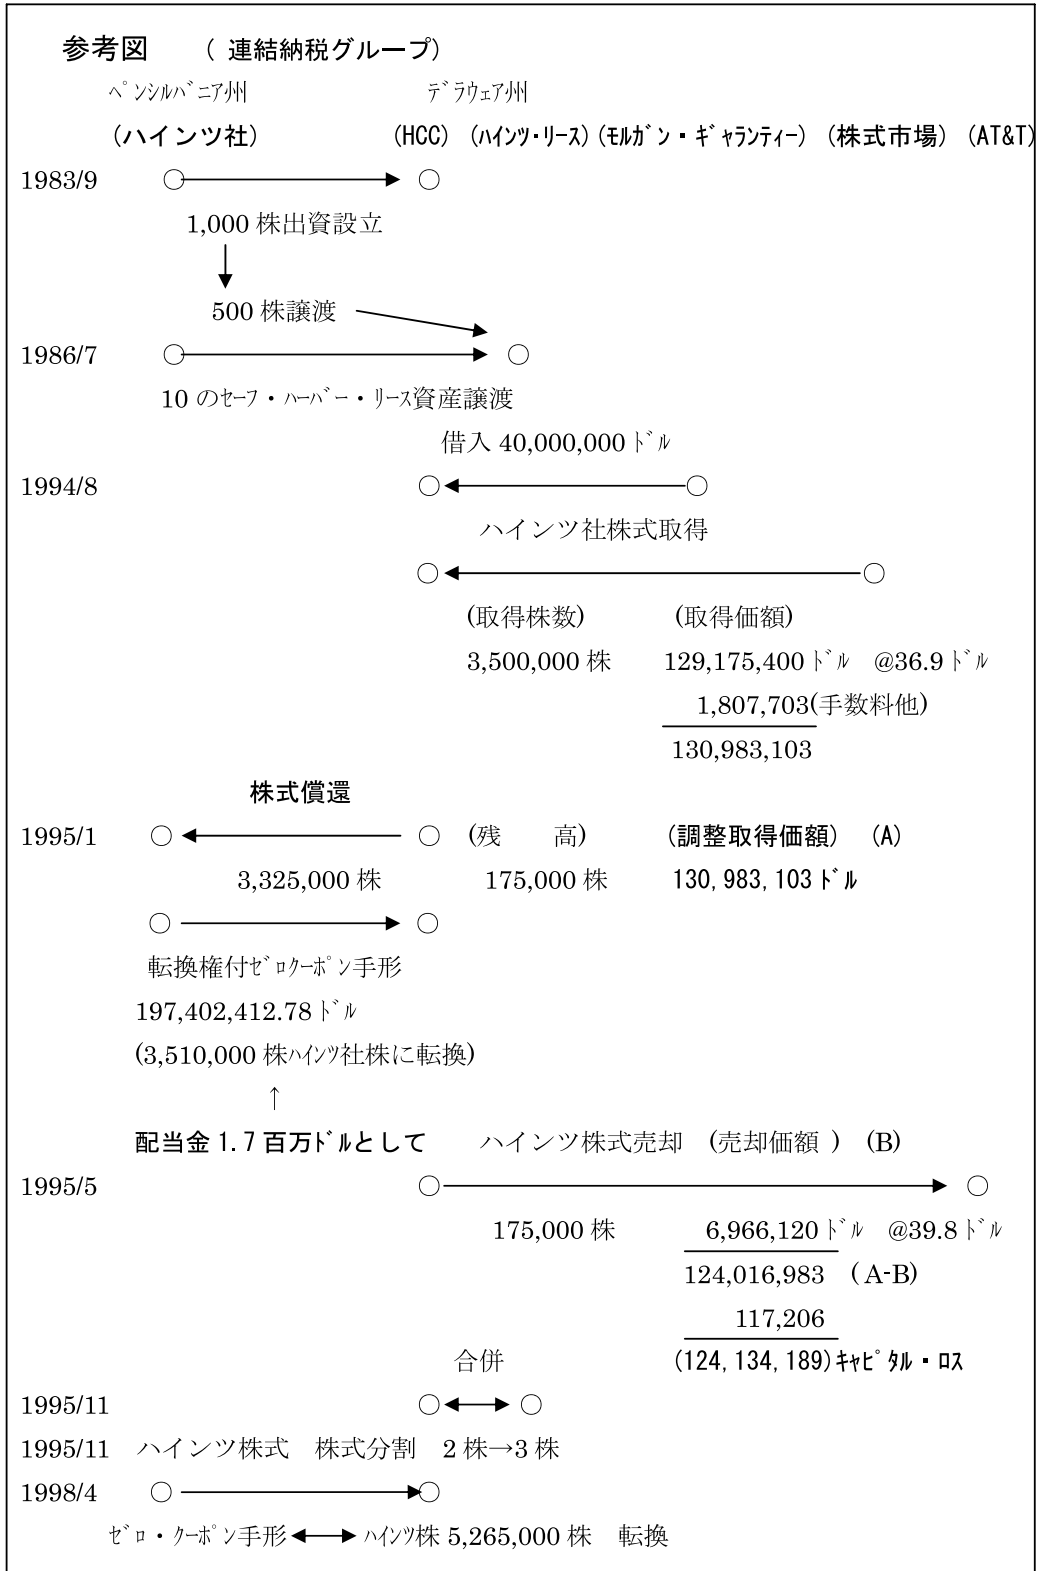 参考図　（ 連結納税グループ）
ﾍﾟﾝｼﾙﾊﾞﾆｱ州　ﾃﾞﾗｳｪｱ州
（ハインツ社）　（HCC)　（ﾊｲﾝﾂ・ﾘｰｽ）（ﾓﾙｶﾞﾝ・ｷﾞｬﾗﾝﾃｨｰ）　（株式市場）　（AT&T）
1983/9　○　○
1,000 株出資設立
500 株譲渡
1986/7　○　○
10 のｾｰﾌ・ﾊｰﾊﾞｰ・ﾘｰｽ資産譲渡
借入 40,000,000 ﾄﾞﾙ
1994/8　○　○
ハインツ社株式取得
○　○
(取得株数)　(取得価額)
3,500,000 株　129,175,400 ﾄﾞﾙ　@36.9 ﾄﾞﾙ
1,807,703(手数料他)
130,983,103
株式償還
1995/1　○　○　(残　高)　（調整取得価額）　(A)
3,325,000 株　175,000 株　130,983,103 ﾄﾞﾙ
○　○
転換権付ｾﾞﾛｸｰﾎﾟﾝ手形
197,402,412.78 ﾄﾞﾙ
(3,510,000 株ﾊｲﾝﾂ社株に転換)
↑
配当金 1.7 百万ﾄﾞﾙとして　ハインツ株式売却　（売却価額 ）　(B)
1995/5　○　○
175,000 株　6,966,120 ﾄﾞﾙ　@39.8 ﾄﾞﾙ
124,016,983　( A-B)
117,206
合併　(124,134,189)ｷｬﾋﾟﾀﾙ・ﾛｽ
1995/11　○　○
1995/11　ハインツ株式　株式分割　2 株→3 株
1998/4　○　○
ｾﾞﾛ・ｸｰﾎﾟﾝ手形　ﾊｲﾝﾂ株 5,265,000 株　転換